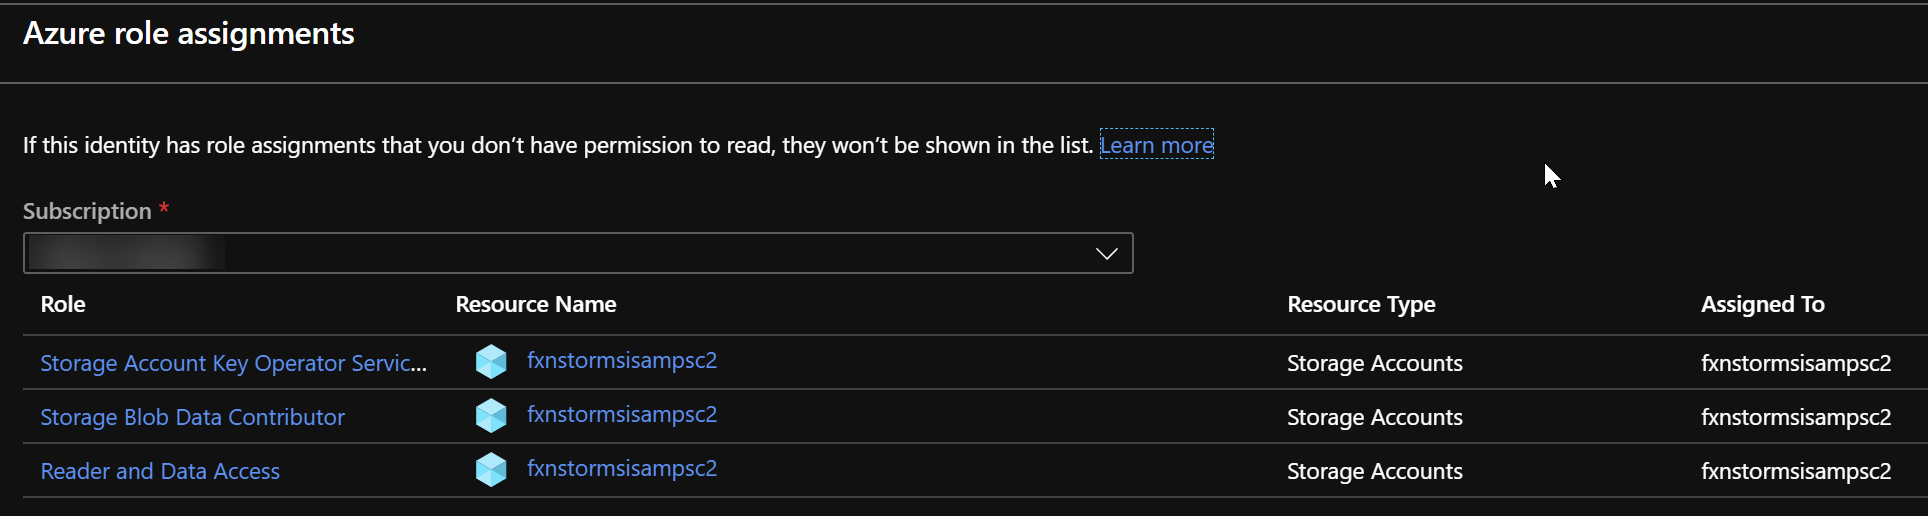 Azure role assignments
If this identity has role assignments that you don’t have permission to read, they won’t be shown in the list. Learn more
Subscription *
Role Resource Name Resource Type Assigned To
Storage Account Key Operator Servic... fxnstormsisampsc2 Storage Accounts fxnstormsisampsc2
Storage Blob Data Contributor fxnstormsisampsc2 Storage Accounts fxnstormsisampsc2
Reader and Data Access fxnstormsisampsc2 Storage Accounts fxnstormsisampsc2